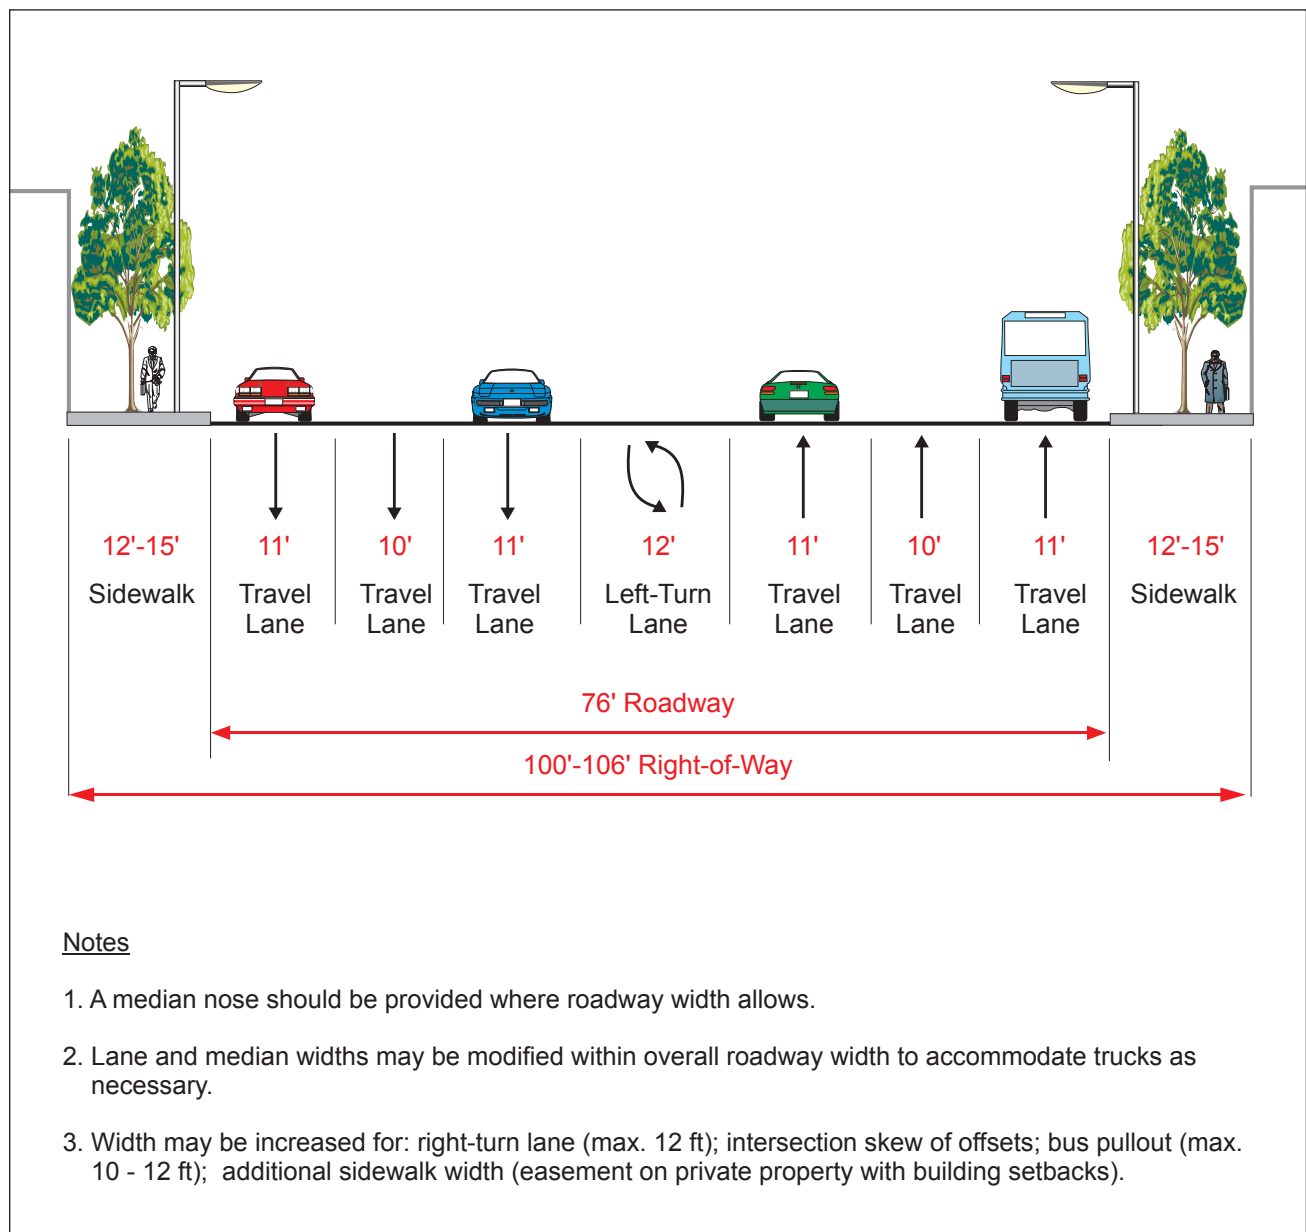 12'-15' 11' 10' 11' 12' 11' 10' 11' 12'-15'
Sidewalk Travel Travel Travel Left-Turn Travel Travel Travel Sidewalk
Lane Lane Lane Lane Lane Lane Lane
76' Roadway
100'-106' Right-of-Way
Notes
1. A median nose should be provided where roadway width allows.
2. Lane and median widths may be modified within overall roadway width to accommodate trucks as
necessary.
3. Width may be increased for: right-turn lane (max. 12 ft); intersection skew of offsets; bus pullout (max.
10 - 12 ft); additional sidewalk width (easement on private property with building setbacks).